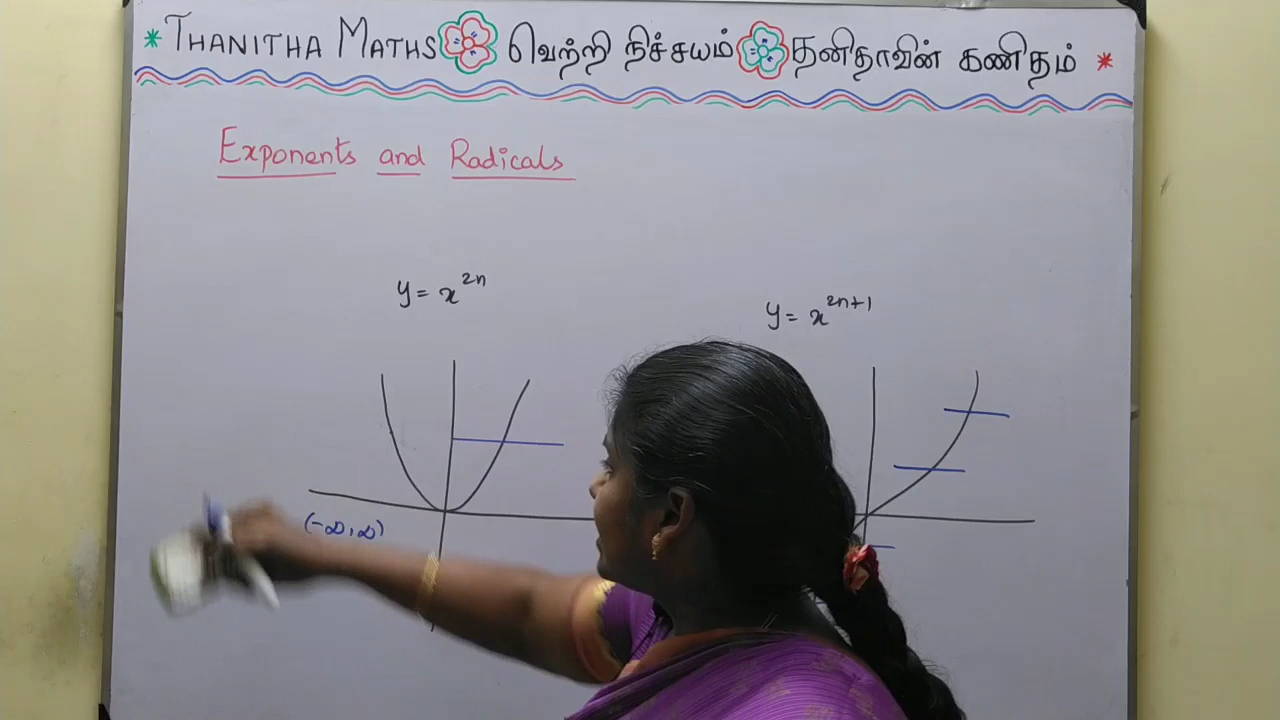 * THANITHA MATHS வெற்றி நிச்சயம் தனிதாவின் கணிதம் *
Exponents and Radicals
y = x^{2n}
y = x^{2n+1}
(-∞, ∞)